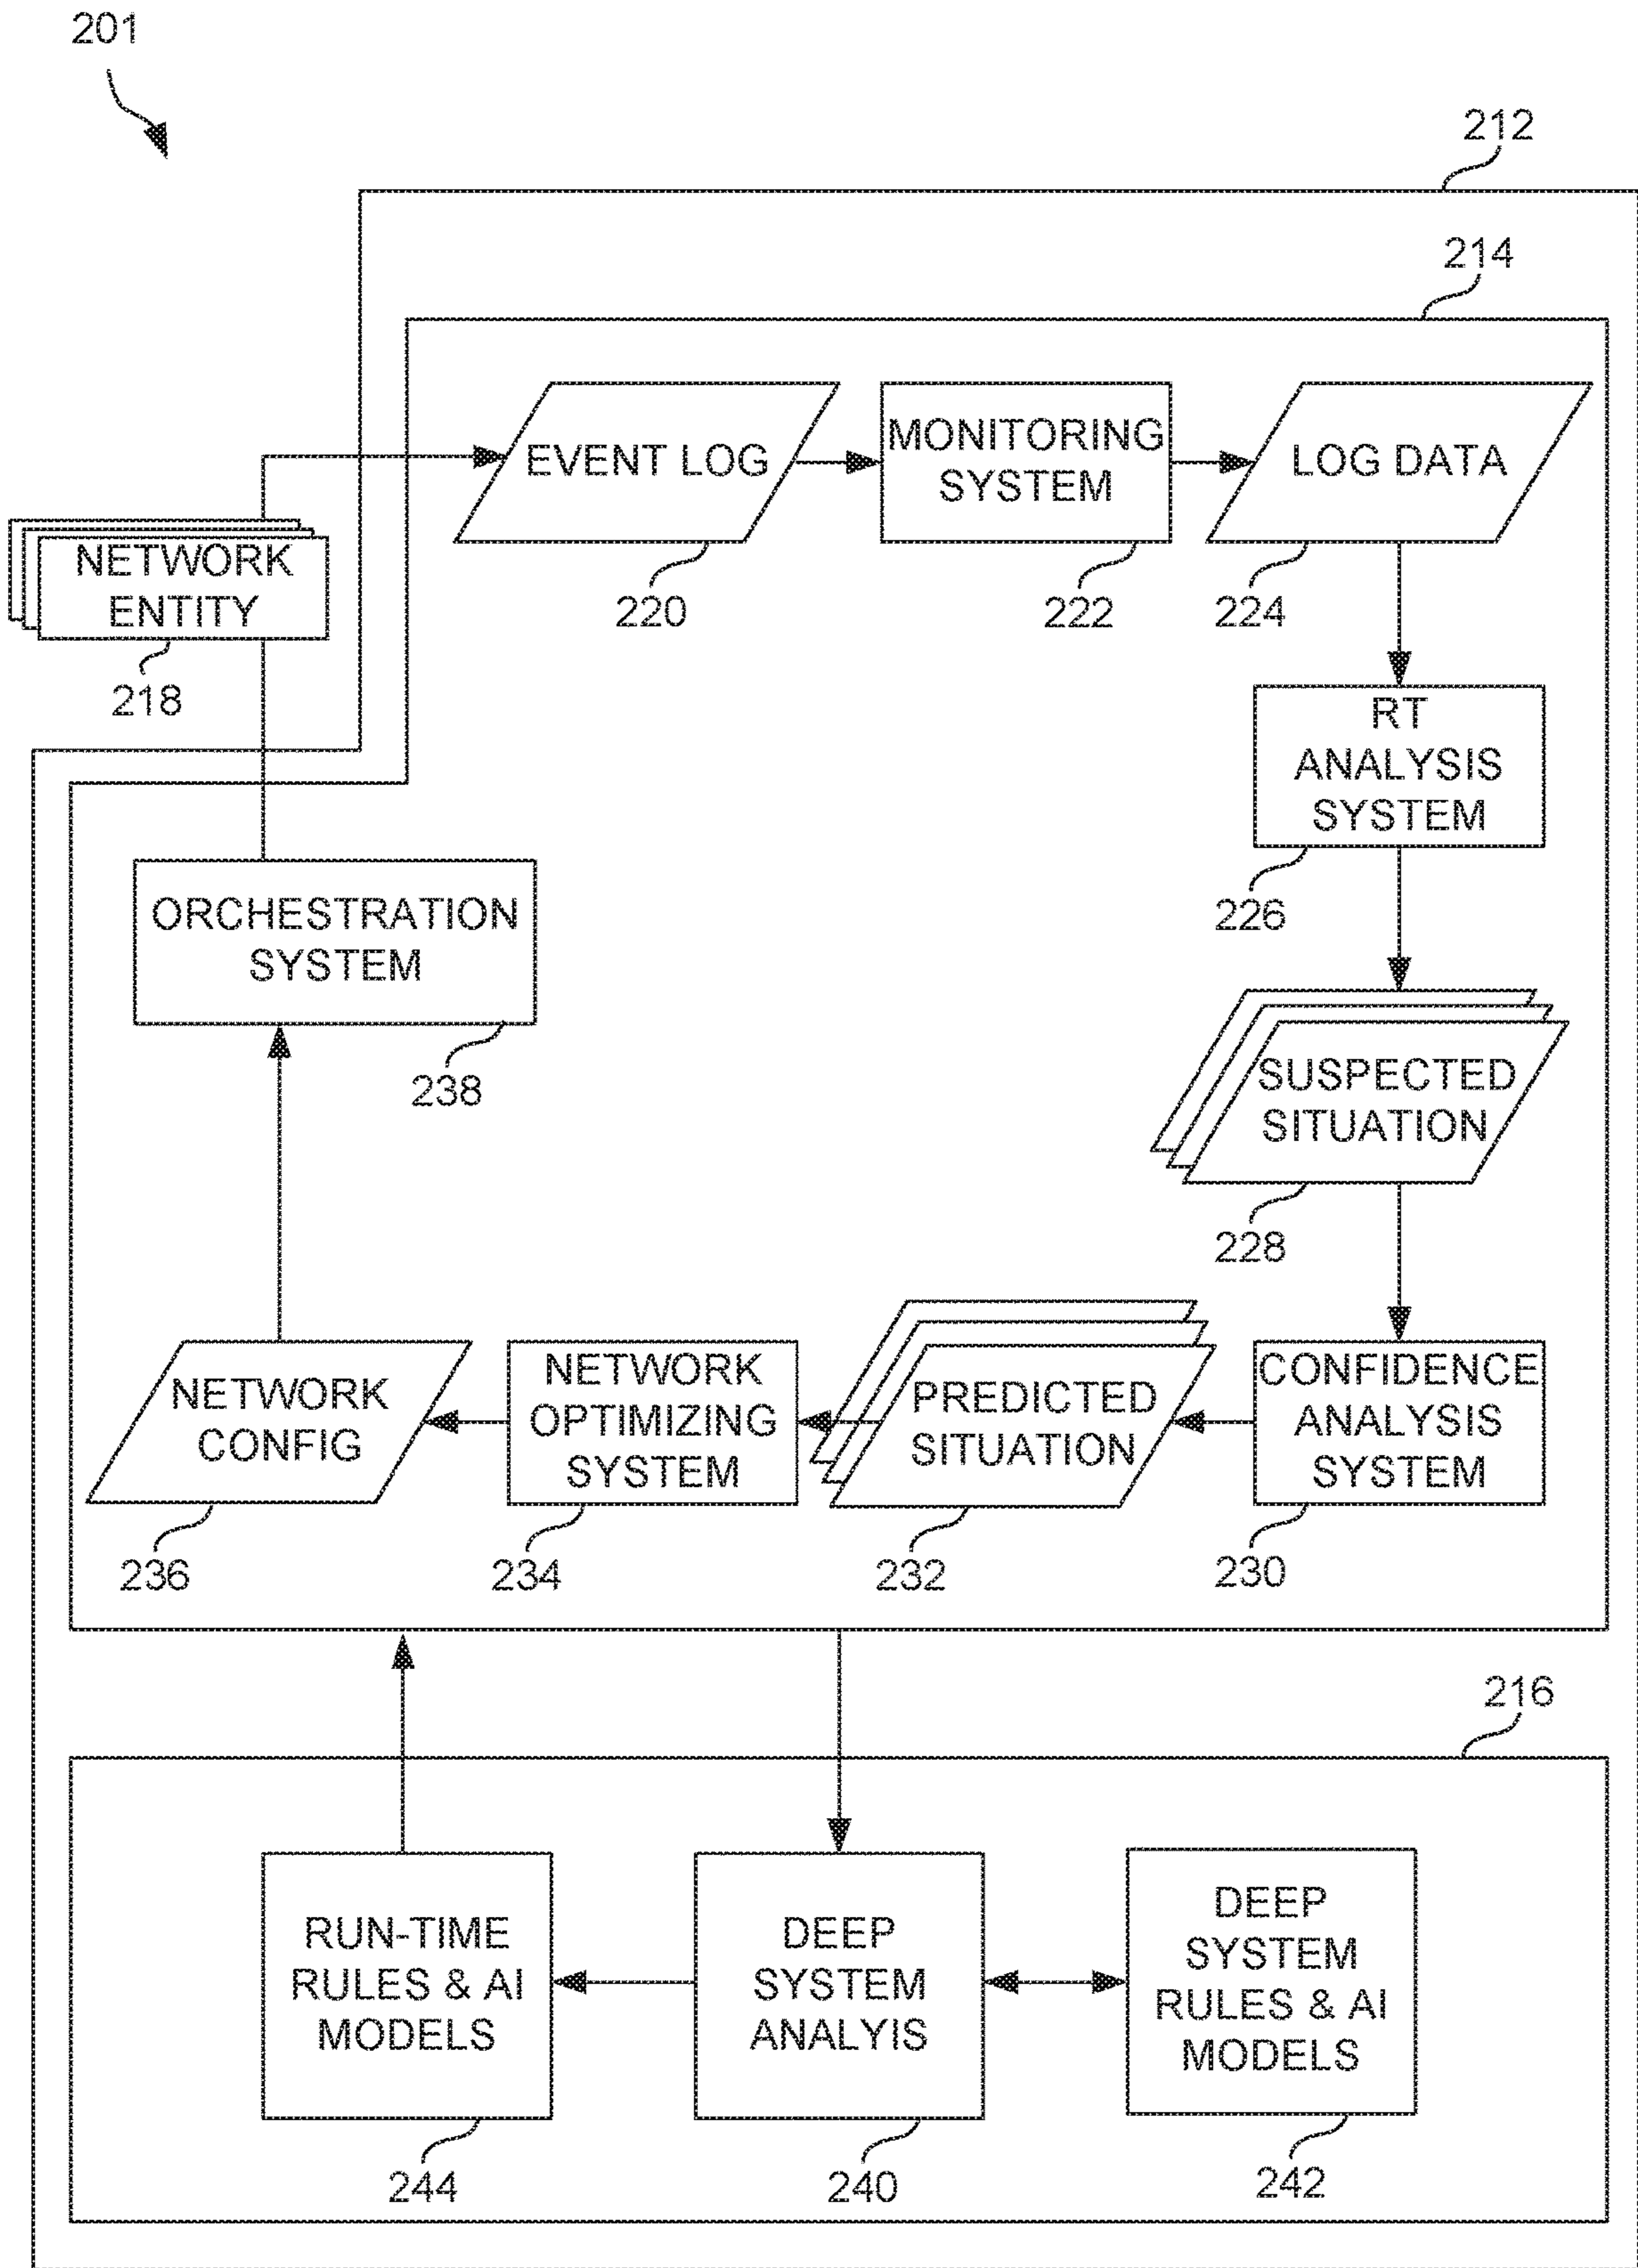 201
212
214
EVENT LOG
MONITORING
SYSTEM
LOG DATA
NETWORK
ENTITY
220
222
224
218
RT
ANALYSIS
SYSTEM
226
ORCHESTRATION
SYSTEM
238
SUSPECTED
SITUATION
228
NETWORK
CONFIG
NETWORK
OPTIMIZING
SYSTEM
PREDICTED
SITUATION
CONFIDENCE
ANALYSIS
SYSTEM
236
234
232
230
216
RUN-TIME
RULES & AI
MODELS
DEEP
SYSTEM
ANALYIS
DEEP
SYSTEM
RULES & AI
MODELS
244
240
242